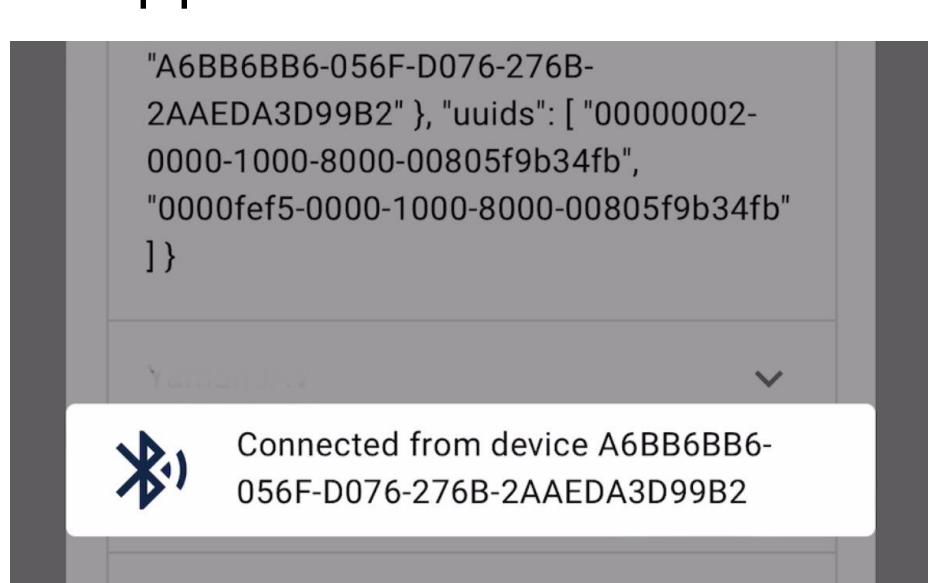 "A6BB6BB6-056F-D076-276B-
2AAEDA3D99B2" }, "uuids": [ "00000002-
0000-1000-8000-00805f9b34fb",
"0000fef5-0000-1000-8000-00805f9b34fb"
] }
Connected from device A6BB6BB6-
056F-D076-276B-2AAEDA3D99B2